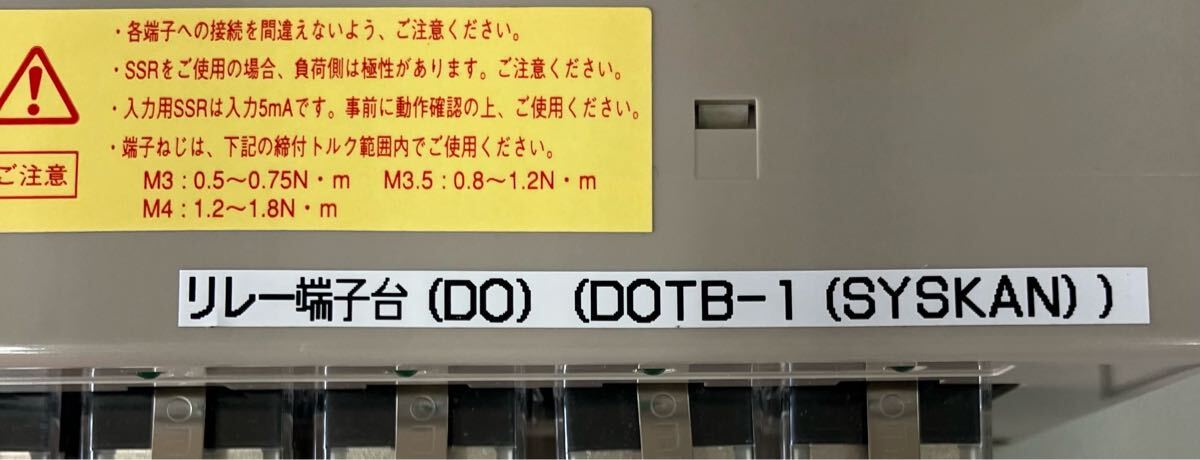 ・各端子への接続を間違えないよう、ご注意ください。
・SSRをご使用の場合、負荷側は極性があります。ご注意ください。
・入力用SSRは入力5mAです。事前に動作確認の上、ご使用ください。
・端子ねじは、下記の締付トルク範囲内でご使用ください。
M3：0.5～0.75N・m　M3.5：0.8～1.2N・m
M4：1.2～1.8N・m
ご注意
リレー端子台(DO) (DOTB-1(SYSKAN))